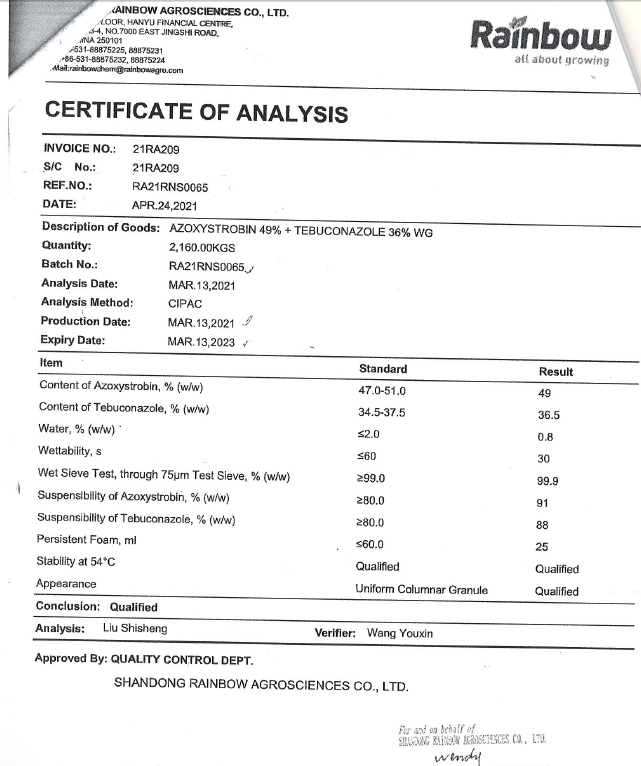 RAINBOW AGROSCIENCES CO., LTD.
LOOR, HANYU FINANCIAL CENTRE,
3-4, NO.7000 EAST JINGSHI ROAD,
INA 250101
-531-88875225, 88875231
+86-531-88875232, 88875224
Mail:rainbowchem@rainbowagro.com
Rainbow
all about growing
CERTIFICATE OF ANALYSIS
INVOICE NO.: 21RA209
S/C No.: 21RA209
REF.NO.: RA21RNS0065
DATE: APR.24,2021
Description of Goods: AZOXYSTROBIN 49% + TEBUCONAZOLE 36% WG
Quantity: 2,160.00KGS
Batch No.: RA21RNS0065
Analysis Date: MAR.13,2021
Analysis Method: CIPAC
Production Date: MAR.13,2021
Expiry Date: MAR.13,2023
Item Standard Result
Content of Azoxystrobin, % (w/w) 47.0-51.0 49
Content of Tebuconazole, % (w/w) 34.5-37.5 36.5
Water, % (w/w) ≤2.0 0.8
Wettability, s ≤60 30
Wet Sieve Test, through 75µm Test Sieve, % (w/w) ≥99.0 99.9
Suspensibility of Azoxystrobin, % (w/w) ≥80.0 91
Suspensibility of Tebuconazole, % (w/w) ≥80.0 88
Persistent Foam, ml ≤60.0 25
Stability at 54°C Qualified Qualified
Appearance Uniform Columnar Granule Qualified
Conclusion: Qualified
Analysis: Liu Shisheng Verifier: Wang Youxin
Approved By: QUALITY CONTROL DEPT.
SHANDONG RAINBOW AGROSCIENCES CO., LTD.
For and on behalf of
SHANDONG RAINBOW AGROSCIENCES CO., LTD.
wendy